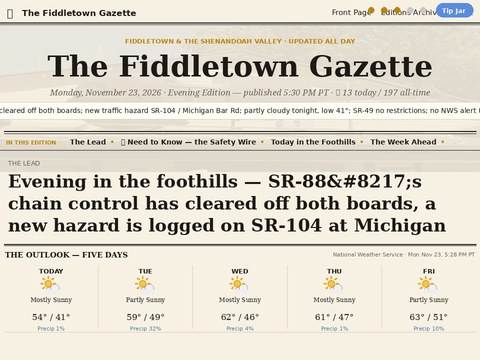 The Fiddletown Gazette
Front Page Editions Archiv
Tip Jar
FIDDLETOWN & THE SHENANDOAH VALLEY · UPDATED ALL DAY
The Fiddletown Gazette
Monday, November 23, 2026 · Evening Edition — published 5:30 PM PT · 13 today / 197 all-time
cleared off both boards; new traffic hazard SR-104 / Michigan Bar Rd; partly cloudy tonight, low 41°; SR-49 no restrictions; no NWS alert
IN THIS EDITION The Lead • Need to Know — the Safety Wire • Today in the Foothills • The Week Ahead •
THE LEAD
Evening in the foothills — SR-88&#8217;s
chain control has cleared off both boards, a
new hazard is logged on SR-104 at Michigan
THE OUTLOOK — FIVE DAYS
National Weather Service · Mon Nov 23, 5:28 PM PT
TODAY
Mostly Sunny
54° / 41°
Precip 1%
TUE
Partly Sunny
59° / 49°
Precip 32%
WED
Mostly Sunny
62° / 46°
Precip 4%
THU
Mostly Sunny
61° / 47°
Precip 1%
FRI
Partly Sunny
63° / 51°
Precip 10%